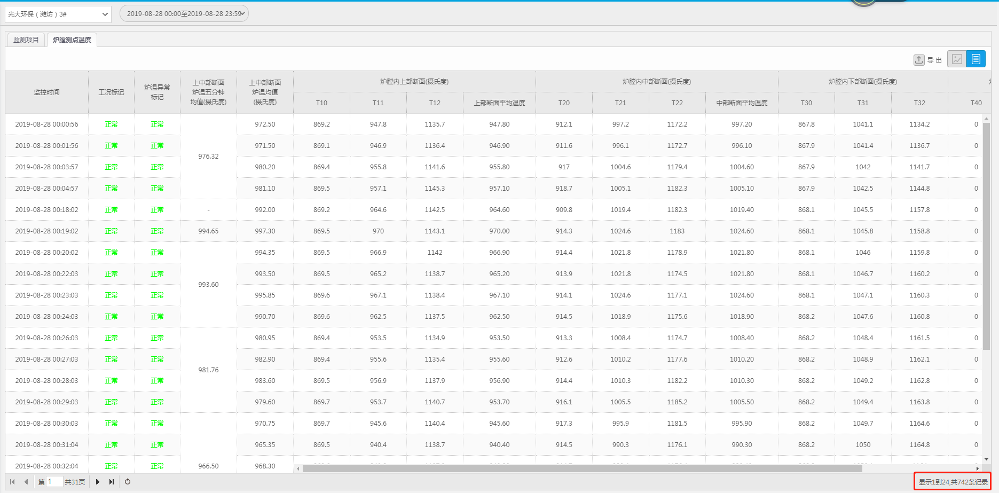 光大环保（潍坊）3#
2019-08-28 00:00至2019-08-28 23:59
监测项目 炉膛测点温度
导 出
监控时间 工况标记 炉温异常标记 上中部断面炉温五分钟均值(摄氏度) 上中部断面炉温均值(摄氏度) 炉膛内上部断面(摄氏度) 炉膛内中部断面(摄氏度) 炉膛内下部断面(摄氏度)
T10 T11 T12 上部断面平均温度 T20 T21 T22 中部断面平均温度 T30 T31 T32 T40
2019-08-28 00:00:56 正常 正常 976.32 972.50 869.2 947.8 1135.7 947.80 912.1 997.2 1172.2 997.20 867.8 1041.1 1134.2 0
2019-08-28 00:01:56 正常 正常 971.50 869.1 946.9 1136.4 946.90 911.6 996.1 1172.7 996.10 867.9 1041.4 1136.7 0
2019-08-28 00:03:57 正常 正常 980.20 869.4 955.8 1141.6 955.80 917 1004.6 1179.4 1004.60 867.9 1042 1141.7 0
2019-08-28 00:04:57 正常 正常 981.10 869.5 957.1 1145.3 957.10 918.7 1005.1 1182.3 1005.10 867.9 1042.5 1144.8 0
2019-08-28 00:18:02 正常 正常 - 992.00 869.2 964.6 1142.5 964.60 909.8 1019.4 1182.3 1019.40 868.1 1045.5 1157.8 0
2019-08-28 00:19:02 正常 正常 994.65 997.30 869.5 970 1143.1 970.00 914.3 1024.6 1183 1024.60 868.1 1045.8 1158.8 0
2019-08-28 00:20:02 正常 正常 993.60 994.35 869.5 966.9 1142 966.90 914.4 1021.8 1178.9 1021.80 868.1 1046 1159.8 0
2019-08-28 00:22:03 正常 正常 993.50 869.5 965.2 1138.7 965.20 913.9 1021.8 1174.5 1021.80 868.1 1046.7 1160.2 0
2019-08-28 00:23:03 正常 正常 995.85 869.6 967.1 1138.4 967.10 914.1 1024.6 1177.1 1024.60 868.1 1047.1 1160.3 0
2019-08-28 00:24:03 正常 正常 990.70 869.6 962.5 1137.5 962.50 914.5 1018.9 1175.6 1018.90 868.2 1047.6 1160.8 0
2019-08-28 00:26:03 正常 正常 981.76 980.95 869.4 953.5 1134.9 953.50 913.3 1008.4 1174.7 1008.40 868.2 1048.4 1161.5 0
2019-08-28 00:27:03 正常 正常 982.90 869.4 955.6 1135.4 955.60 912.6 1010.2 1177.6 1010.20 868.2 1048.9 1162.1 0
2019-08-28 00:28:03 正常 正常 983.60 869.5 956.9 1137.9 956.90 914.4 1010.3 1182.2 1010.30 868.2 1049.2 1162.8 0
2019-08-28 00:29:03 正常 正常 979.60 869.7 953.7 1140.7 953.70 916.1 1005.5 1185.2 1005.50 868.2 1049.4 1163.8 0
2019-08-28 00:30:03 正常 正常 970.75 869.7 945.6 1140.4 945.60 917.3 995.9 1181.5 995.90 868.2 1049.7 1164.6 0
2019-08-28 00:31:04 正常 正常 965.35 869.5 940.4 1138.7 940.40 914.5 990.3 1176.1 990.30 868.2 1050 1164.8 0
2019-08-28 00:32:04 正常 正常 966.50 968.30
第 1 共31页
显示1到24,共742条记录